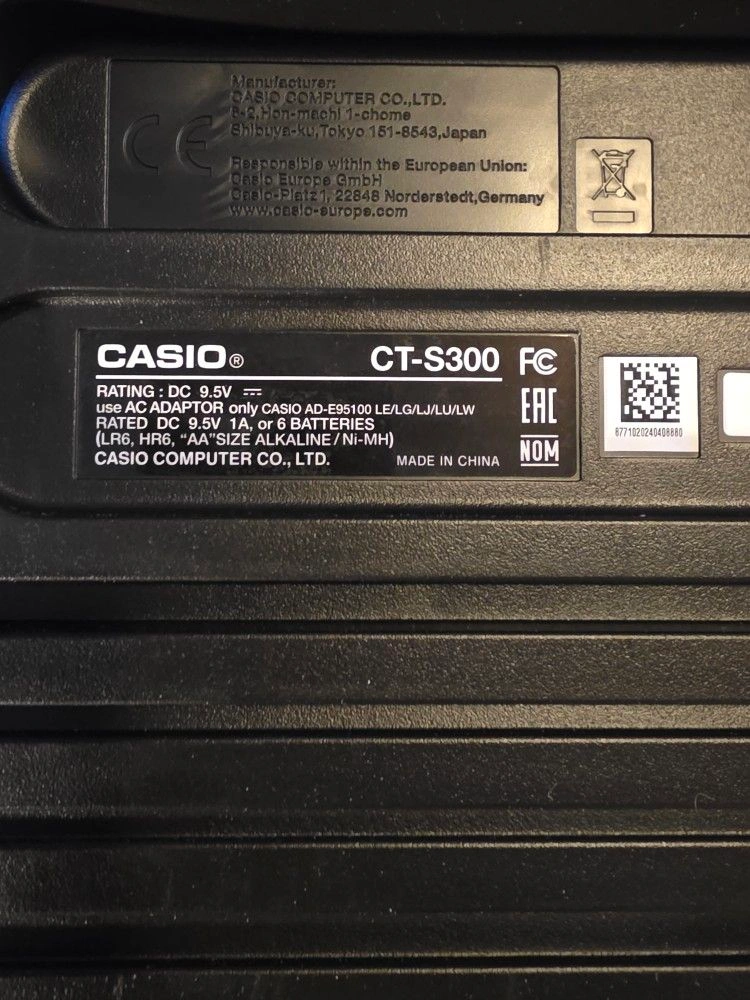 Manufacturer:
CASIO COMPUTER CO.,LTD.
6-2, Hon-machi 1-chome
Shibuya-ku,Tokyo 151-8543,Japan
CE
Responsible within the European Union:
Casio Europe GmbH
Casio-Platz1, 22848 Norderstedt,Germany
www.casio-europe.com
CASIO® CT-S300
RATING : DC 9.5V ⎓
use AC ADAPTOR only CASIO AD-E95100 LE/LG/LJ/LU/LW
RATED DC 9.5V 1A, or 6 BATTERIES
(LR6, HR6, “AA”SIZE ALKALINE / Ni-MH)
CASIO COMPUTER CO., LTD. MADE IN CHINA
FC
EAC
NOM
8771020240408880